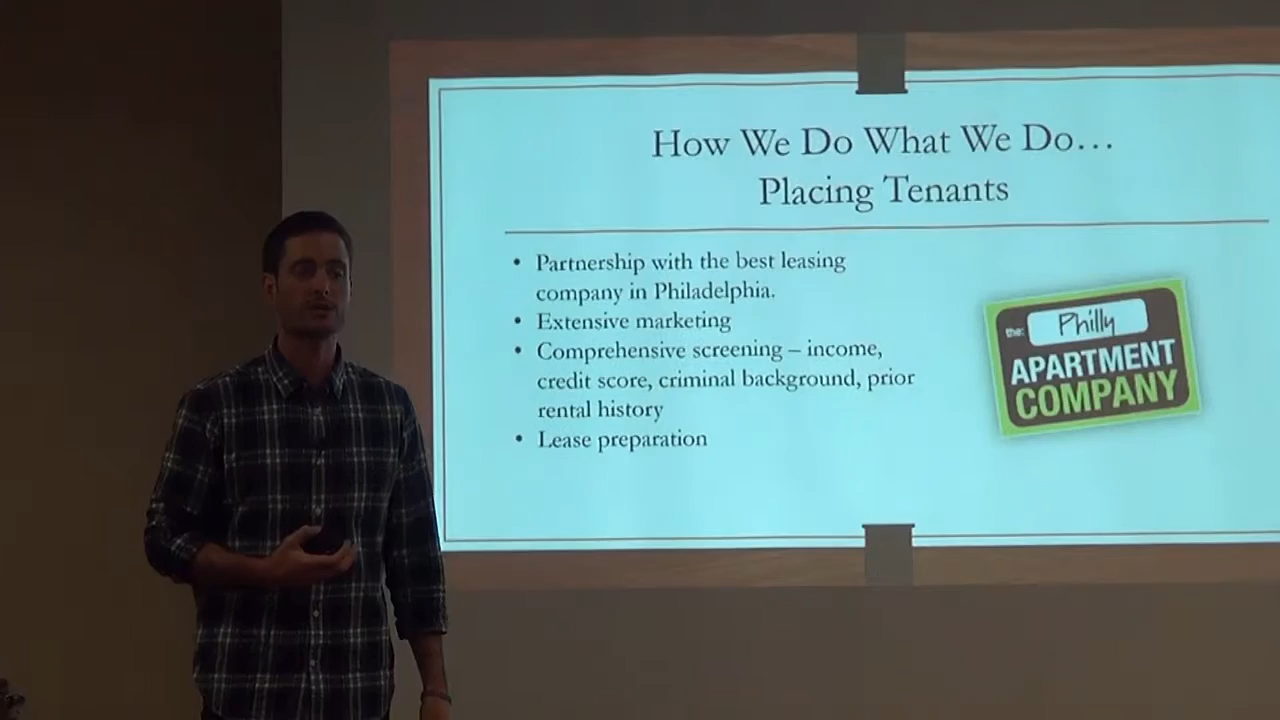 How We Do What We Do…
Placing Tenants
• Partnership with the best leasing
company in Philadelphia.
• Extensive marketing
• Comprehensive screening – income,
credit score, criminal background, prior
rental history
• Lease preparation
the: Philly
APARTMENT
COMPANY